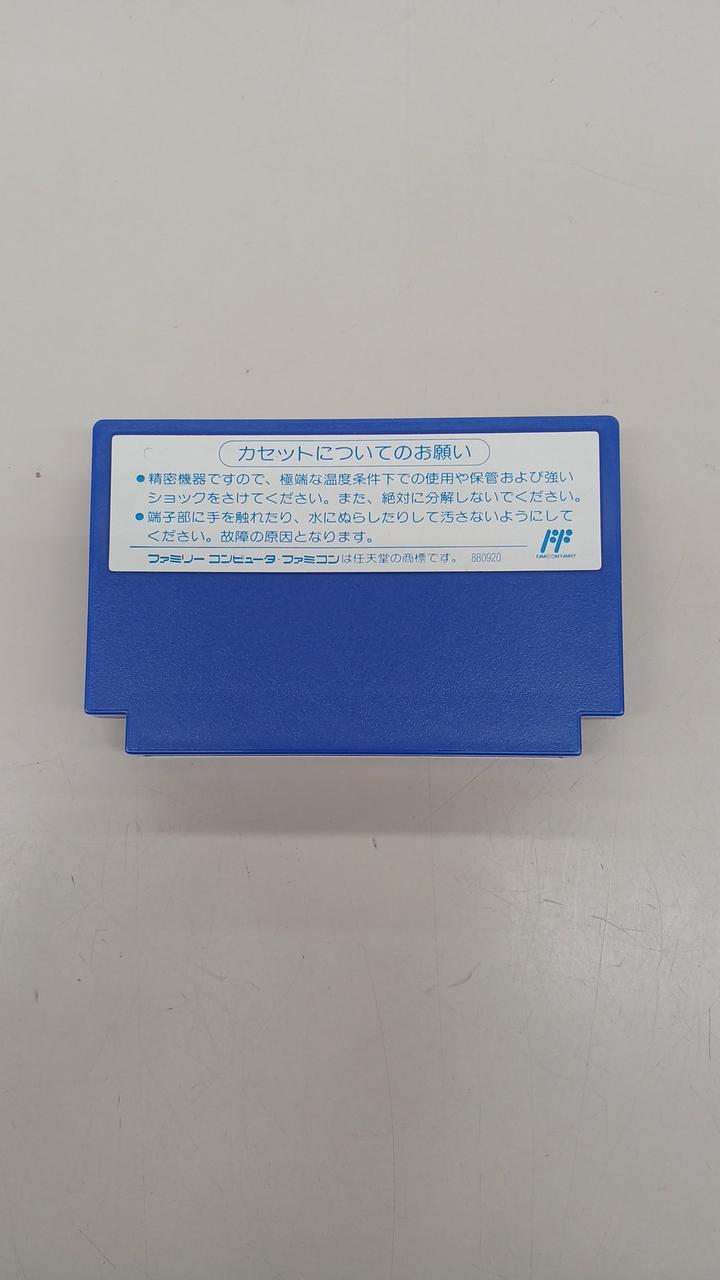 カセットについてのお願い
●精密機器ですので、極端な温度条件下での使用や保管および強い
ショックをさけてください。また、絶対に分解しないでください。
●端子部に手を触れたり、水にぬらしたりして汚さないようにして
ください。故障の原因となります。
FAMICOM FAMILY
ファミリー コンピュータ・ファミコンは任天堂の商標です。 880920